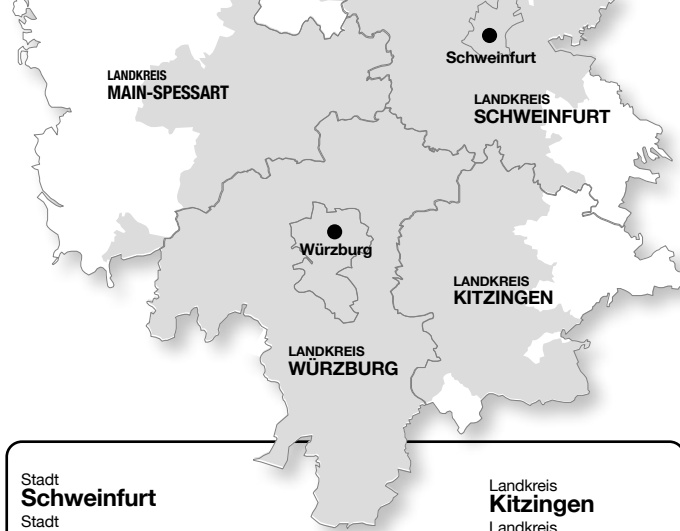 Schweinfurt
LANDKREIS
MAIN-SPESSART
LANDKREIS
SCHWEINFURT
Würzburg
LANDKREIS
KITZINGEN
LANDKREIS
WÜRZBURG
Stadt
Schweinfurt
Stadt
Landkreis
Kitzingen
Landkreis